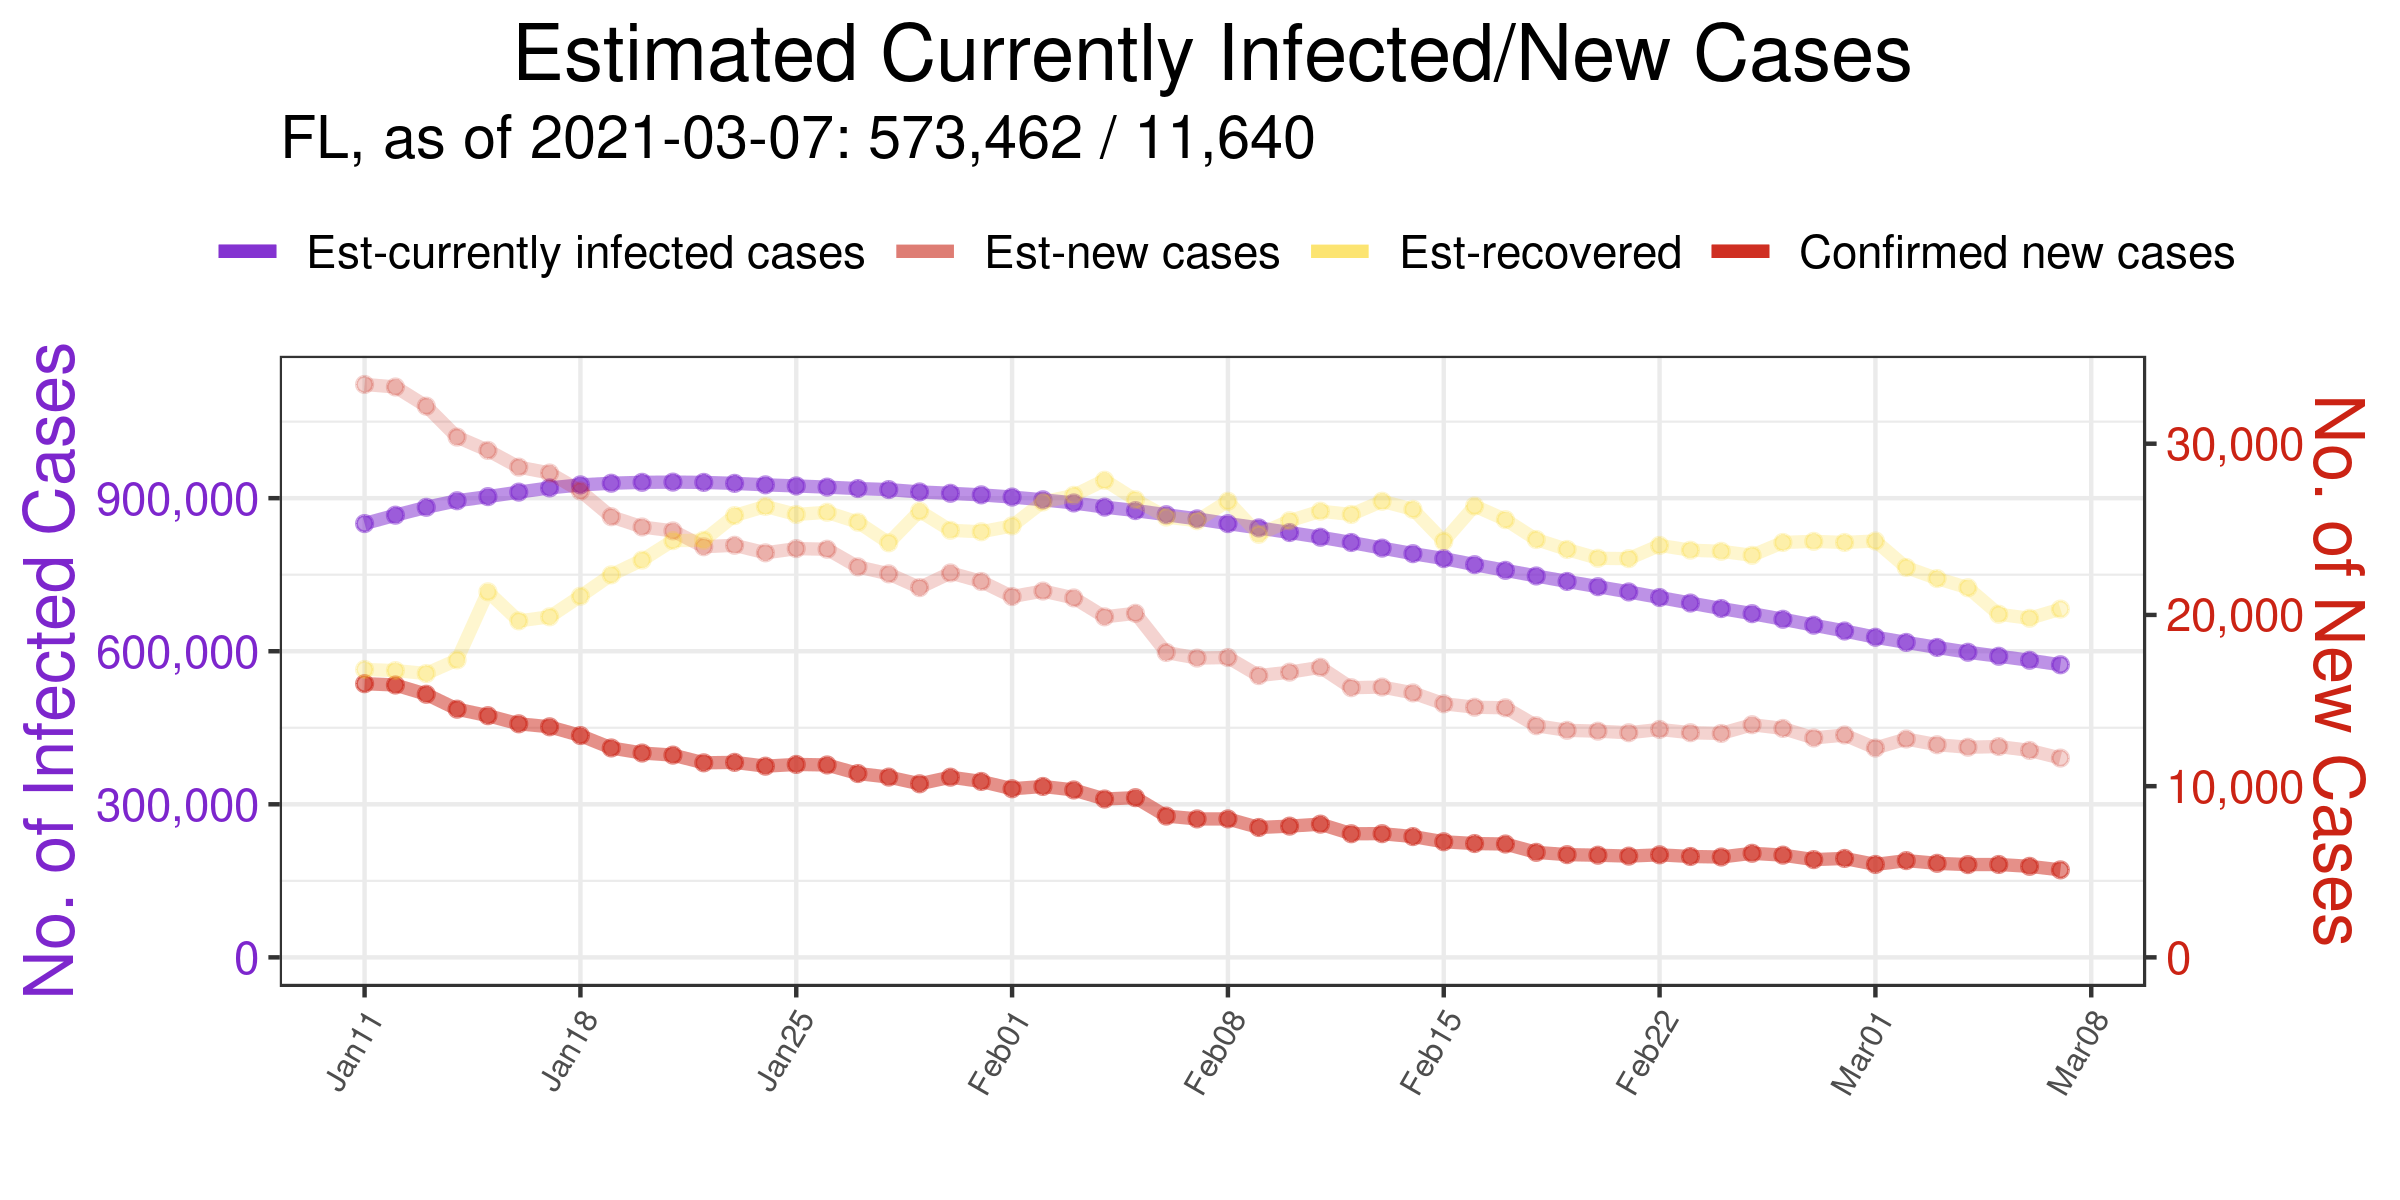 Estimated Currently Infected/New Cases
FL, as of 2021-03-07: 573,462 / 11,640
Est-currently infected cases Est-new cases Est-recovered Confirmed new cases
No. of Infected Cases
900,000
600,000
300,000
0
30,000
20,000
10,000
0
No. of New Cases
Jan11 Jan18 Jan25 Feb01 Feb08 Feb15 Feb22 Mar01 Mar08